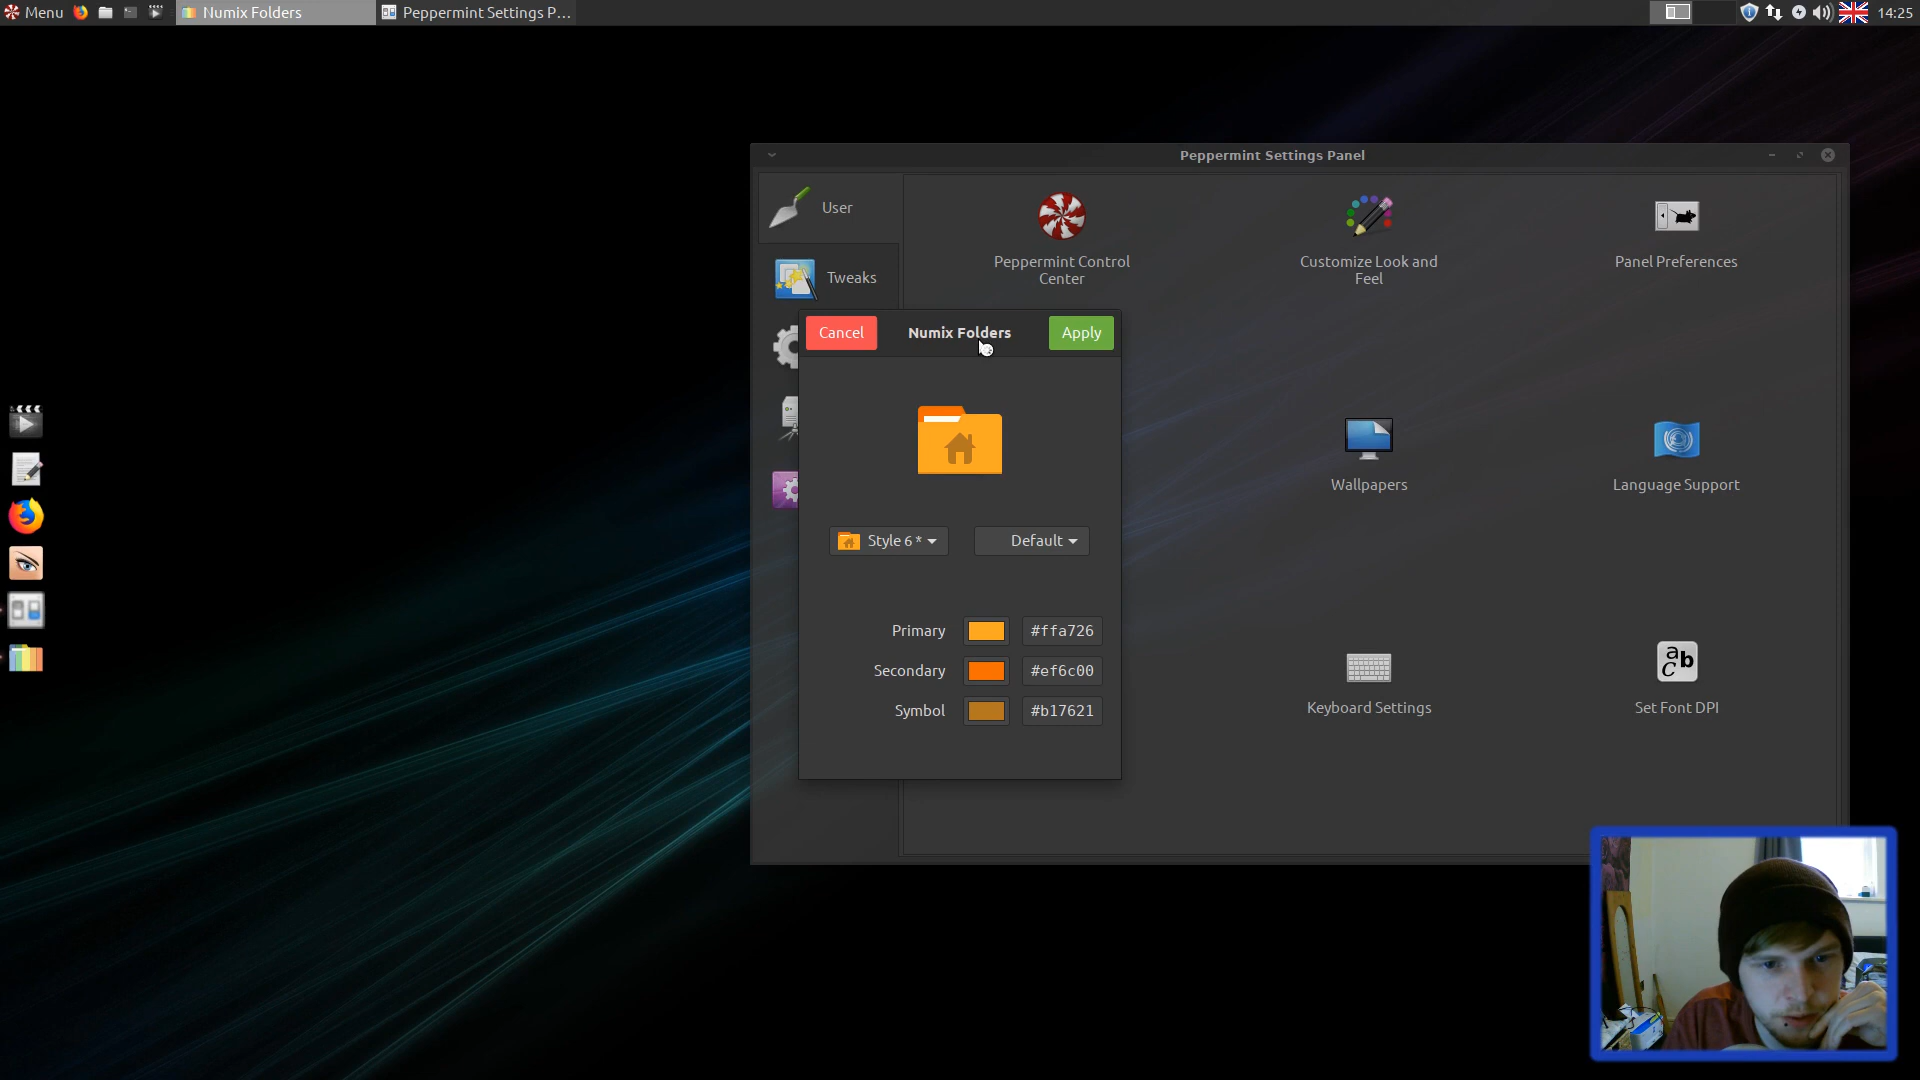 Menu
Numix Folders
Peppermint Settings P...
14:25
Peppermint Settings Panel
User
Tweaks
Peppermint Control
Center
Customize Look and
Feel
Panel Preferences
Cancel
Numix Folders
Apply
Wallpapers
Language Support
Style 6 *
Default
Primary
#ffa726
Secondary
#ef6c00
Symbol
#b17621
Keyboard Settings
a
b
c
Set Font DPI